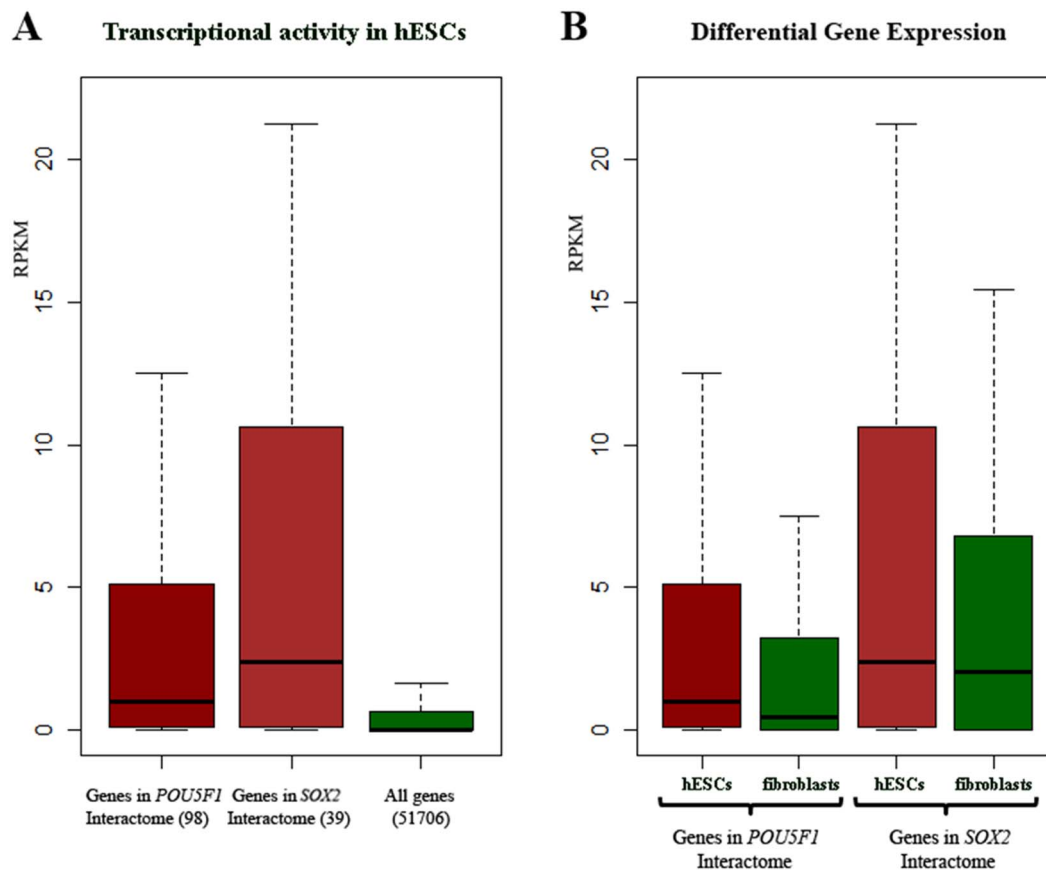 A Transcriptional activity in hESCs
RPKM
20
15
10
5
0
Genes in POU5F1
Interactome (98)
Genes in SOX2
Interactome (39)
All genes
(51706)
B Differential Gene Expression
RPKM
20
15
10
5
0
hESCs fibroblasts hESCs fibroblasts
Genes in POU5F1
Interactome
Genes in SOX2
Interactome